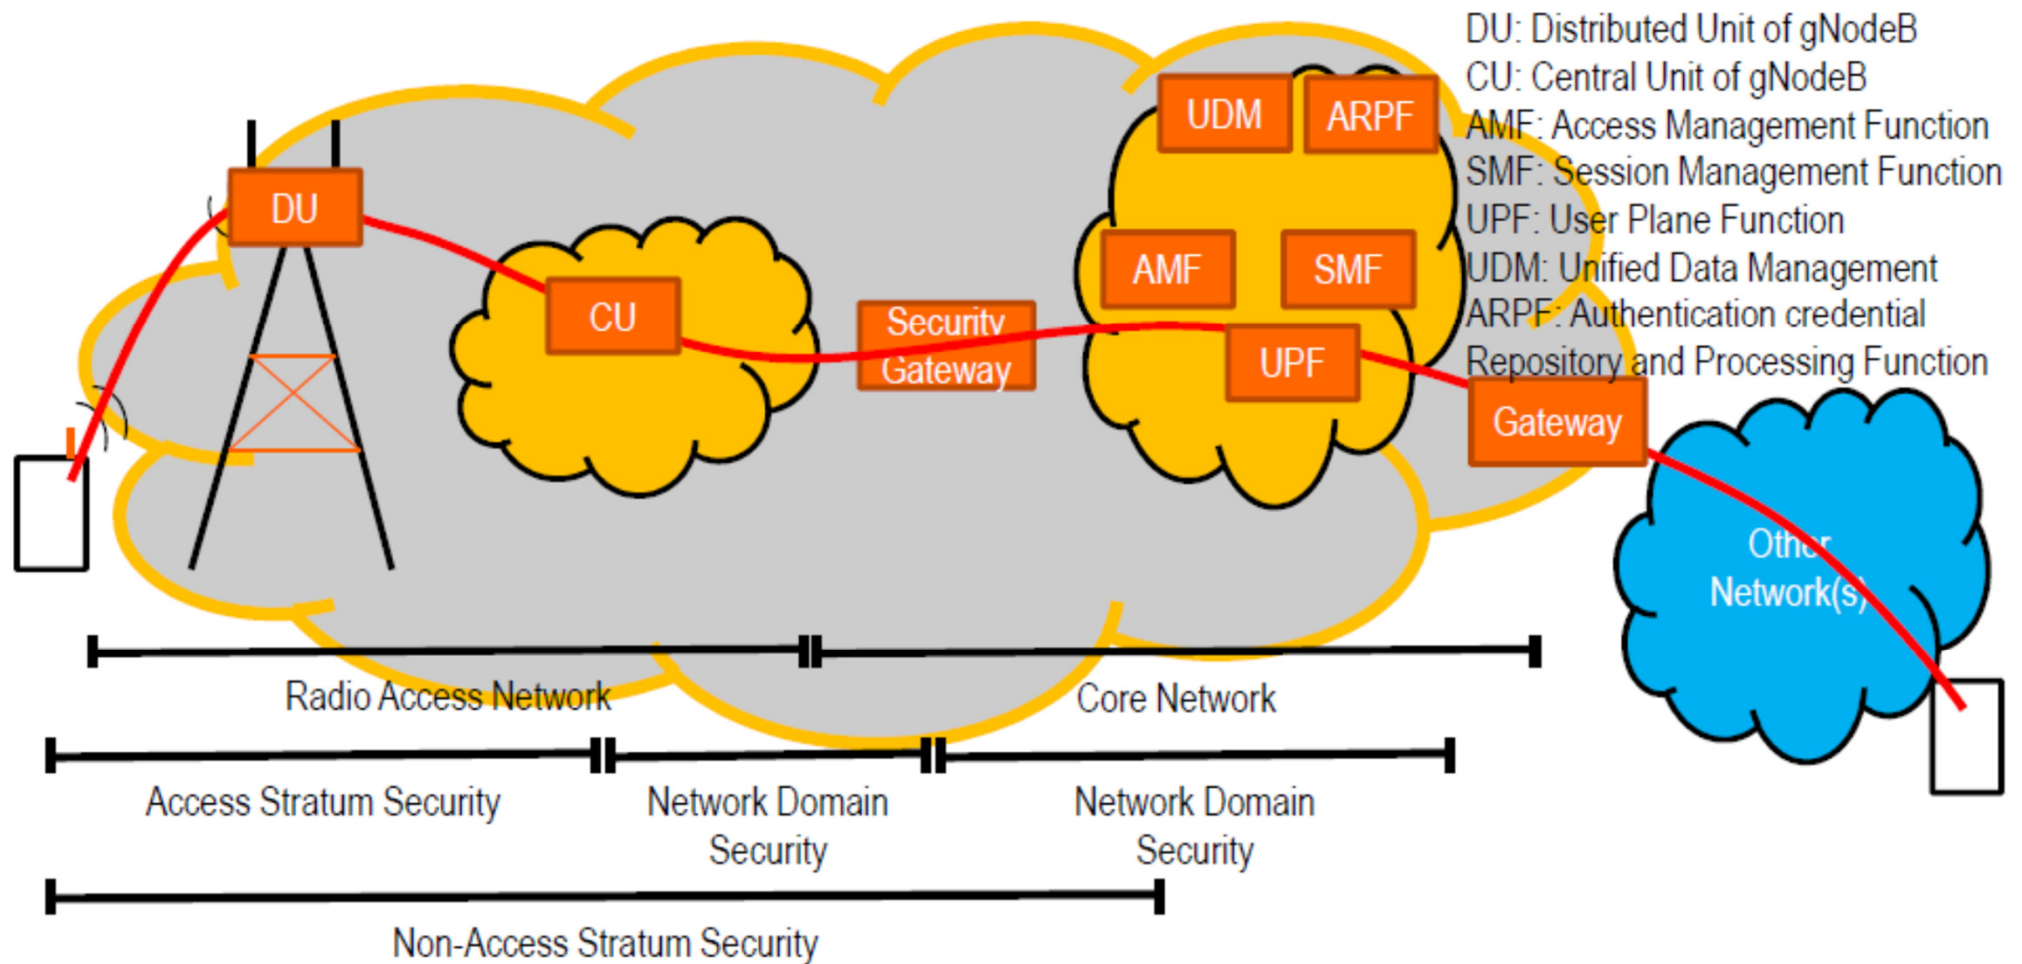 DU: Distributed Unit of gNodeB
CU: Central Unit of gNodeB
AMF: Access Management Function
SMF: Session Management Function
UPF: User Plane Function
UDM: Unified Data Management
ARPF: Authentication credential
Repository and Processing Function
UDM
ARPF
DU
AMF
SMF
CU
Security
Gateway
UPF
Gateway
Other
Network(s)
Radio Access Network
Core Network
Access Stratum Security
Network Domain
Security
Network Domain
Security
Non-Access Stratum Security